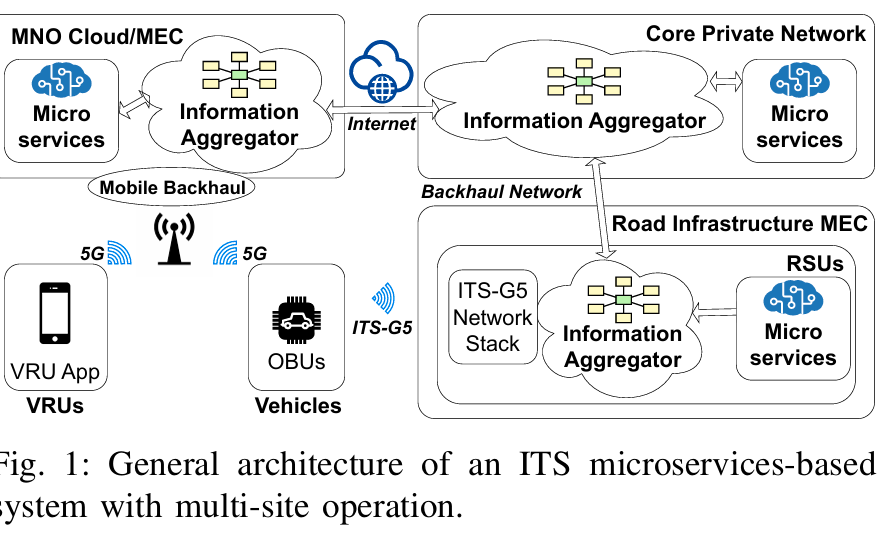 MNO Cloud/MEC
Micro
services
Information
Aggregator
Mobile Backhaul
Internet
Core Private Network
Information Aggregator
Micro
services
Backhaul Network
Road Infrastructure MEC
RSUs
ITS-G5
Network
Stack
Information
Aggregator
Micro
services
5G
5G
VRU App
VRUs
OBUs
Vehicles
ITS-G5
Fig. 1: General architecture of an ITS microservices-based
system with multi-site operation.